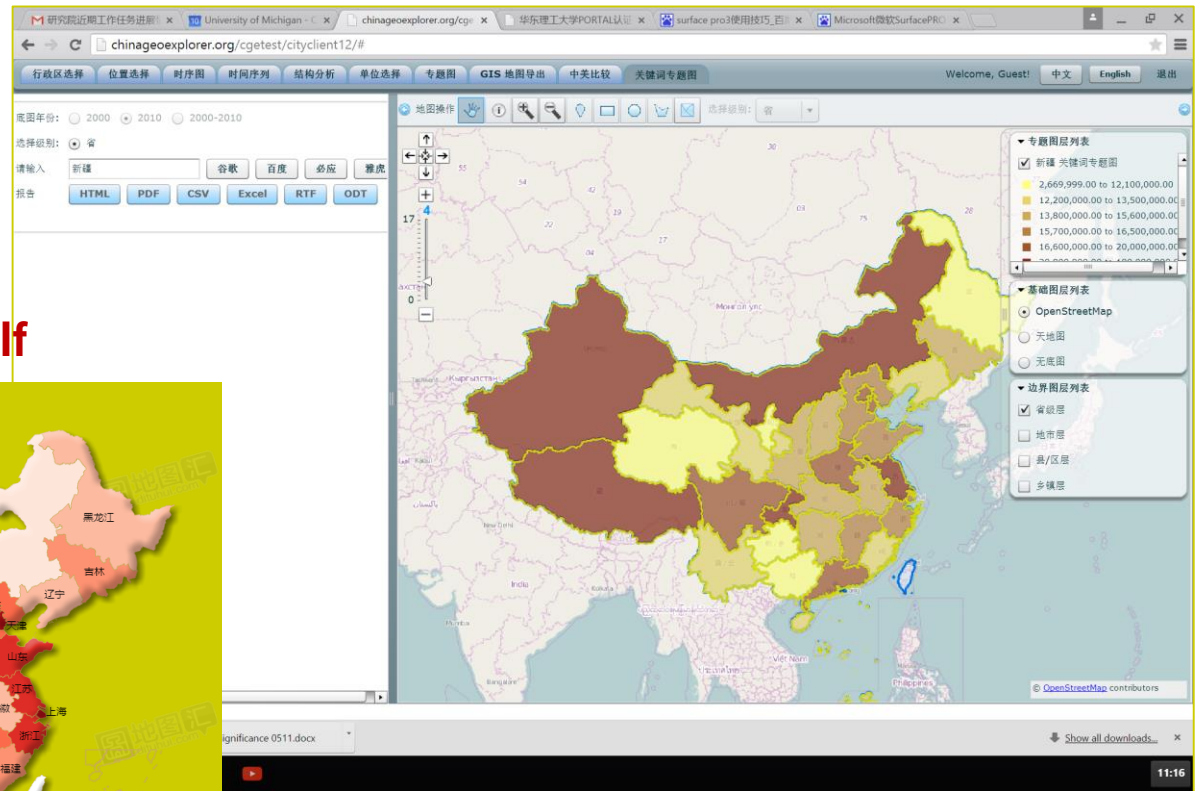 研究院近期工作任务进展
University of Michigan - C
chinageoexplorer.org/cge
华东理工大学PORTAL认证
surface pro3使用技巧_百
Microsoft微软SurfacePRO
chinageoexplorer.org/cgetest/cityclient12/#
行政区选择 位置选择 时序图 时间序列 结构分析 单位选择 专题图 GIS 地图导出 中美比较 关键词专题图 Welcome, Guest! 中文 English 退出
底图年份: 2000 2010 2000-2010
选择级别: 省
请输入 新疆 谷歌 百度 必应 雅虎
报告 HTML PDF CSV Excel RTF ODT
地图操作 选择级别: 省
4
17
0
专题图层列表
新疆 关键词专题图
2,669,999.00 to 12,100,000.00
12,200,000.00 to 13,500,000.00
13,800,000.00 to 15,600,000.00
15,700,000.00 to 16,500,000.00
16,600,000.00 to 20,000,000.00
基础图层列表
OpenStreetMap
天地图
无底图
边界图层列表
省级层
地市层
县/区层
乡镇层
Монгол улс
New Delhi
India
Mumbai
Bangalore
Việt Nam
Philippines
© OpenStreetMap contributors
lf
黑龙江
吉林
辽宁
天津
山东
江苏
徽
上海
浙江
福建
地图汇
ignificance 0511.docx
Show all downloads...
11:16